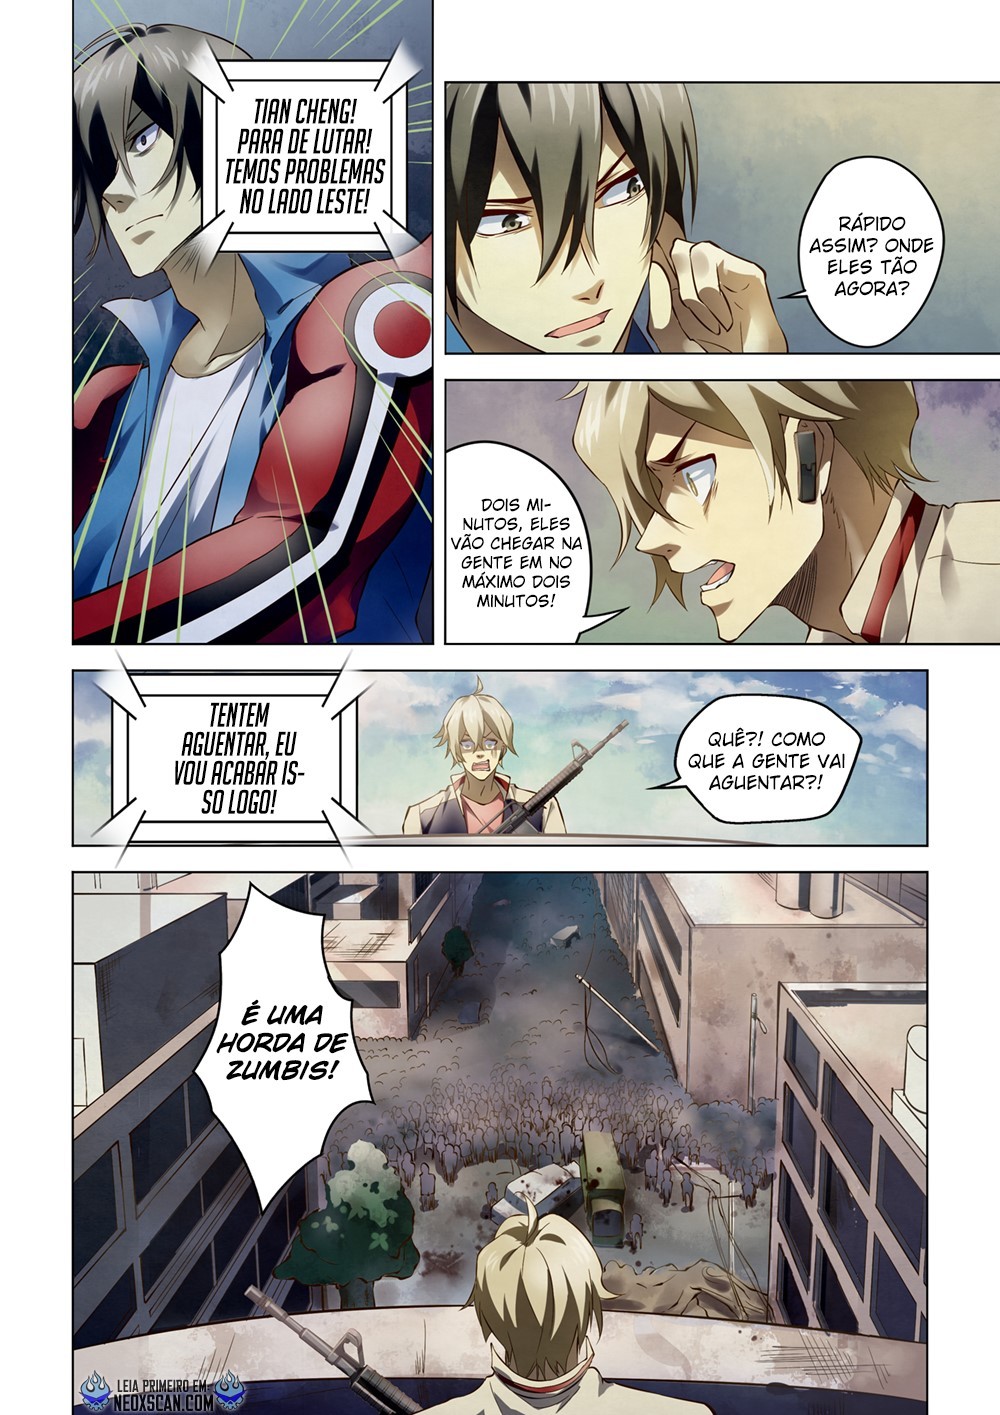 TIAN CHENG!
PARA DE LUTAR!
TEMOS PROBLEMAS
NO LADO LESTE!
RÁPIDO
ASSIM? ONDE
ELES TÃO
AGORA?
DOIS MI-
NUTOS, ELES
VÃO CHEGAR NA
GENTE EM NO
MÁXIMO DOIS
MINUTOS!
TENTEM
AGUENTAR, EU
VOU ACABAR IS-
SO LOGO!
QUÊ?! COMO
QUE A GENTE VAI
AGUENTAR?!
É UMA
HORDA DE
ZUMBIS!
LEIA PRIMEIRO EM
NEOXSCAN.COM